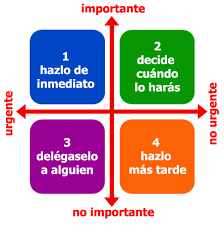 importante
1
hazlo de
inmediato
2
decide
cuándo
lo harás
urgente
no urgente
3
delégaselo
a alguien
4
hazlo
más tarde
no importante